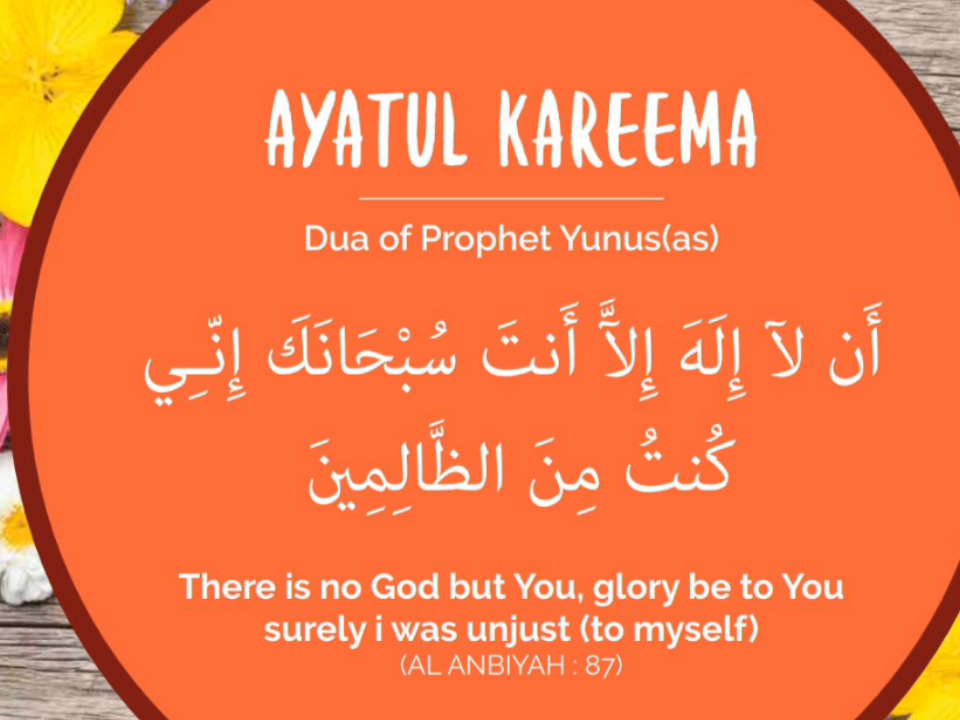 AYATUL KAREEMA
Dua of Prophet Yunus(as)
أَن لآ إِلَهَ إِلآَّ أَنتَ سُبْحَانَكَ إِنّـِي
كُنتُ مِنَ الظَّالِمِينَ
There is no God but You, glory be to You
surely i was unjust (to myself)
(AL ANBIYAH : 87)